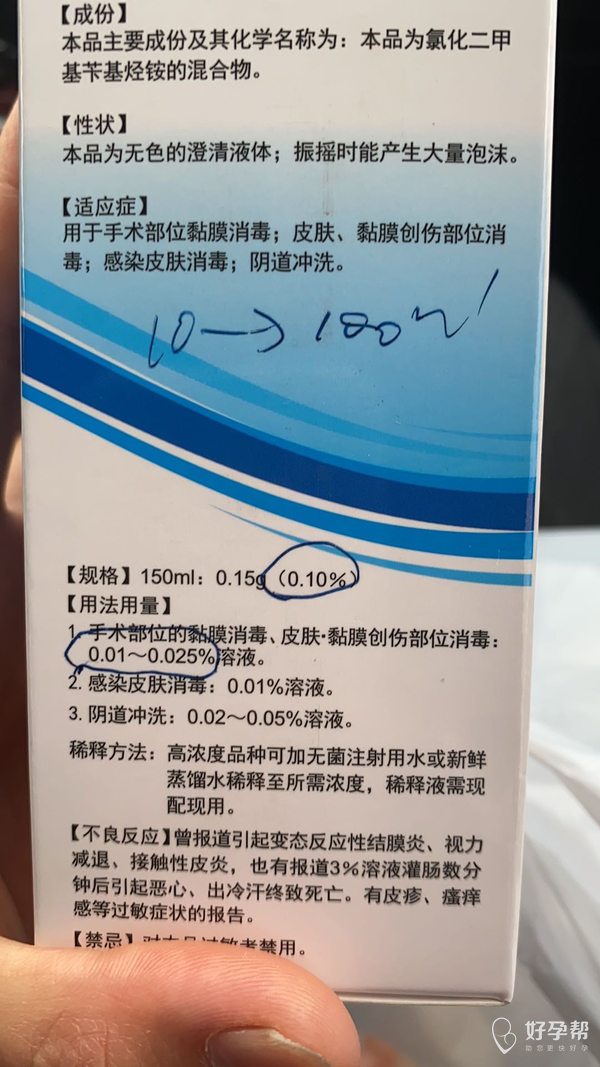 【成份】
本品主要成份及其化学名称为：本品为氯化二甲
基苄基烃铵的混合物。
【性状】
本品为无色的澄清液体；振摇时能产生大量泡沫。
【适应症】
用于手术部位黏膜消毒；皮肤、黏膜创伤部位消
毒；感染皮肤消毒；阴道冲洗。
10→100ml
【规格】150ml：0.15g（0.10%）
【用法用量】
1. 手术部位的黏膜消毒、皮肤·黏膜创伤部位消毒：
0.01～0.025%溶液。
2. 感染皮肤消毒：0.01%溶液。
3. 阴道冲洗：0.02～0.05%溶液。
稀释方法：高浓度品种可加无菌注射用水或新鲜
蒸馏水稀释至所需浓度，稀释液需现
配现用。
【不良反应】曾报道引起变态反应性结膜炎、视力
减退、接触性皮炎，也有报道3%溶液灌肠数分
钟后引起恶心、出冷汗终致死亡。有皮疹、瘙痒
感等过敏症状的报告。
【禁忌】对本品过敏者禁用。
好孕帮
助您更快好孕